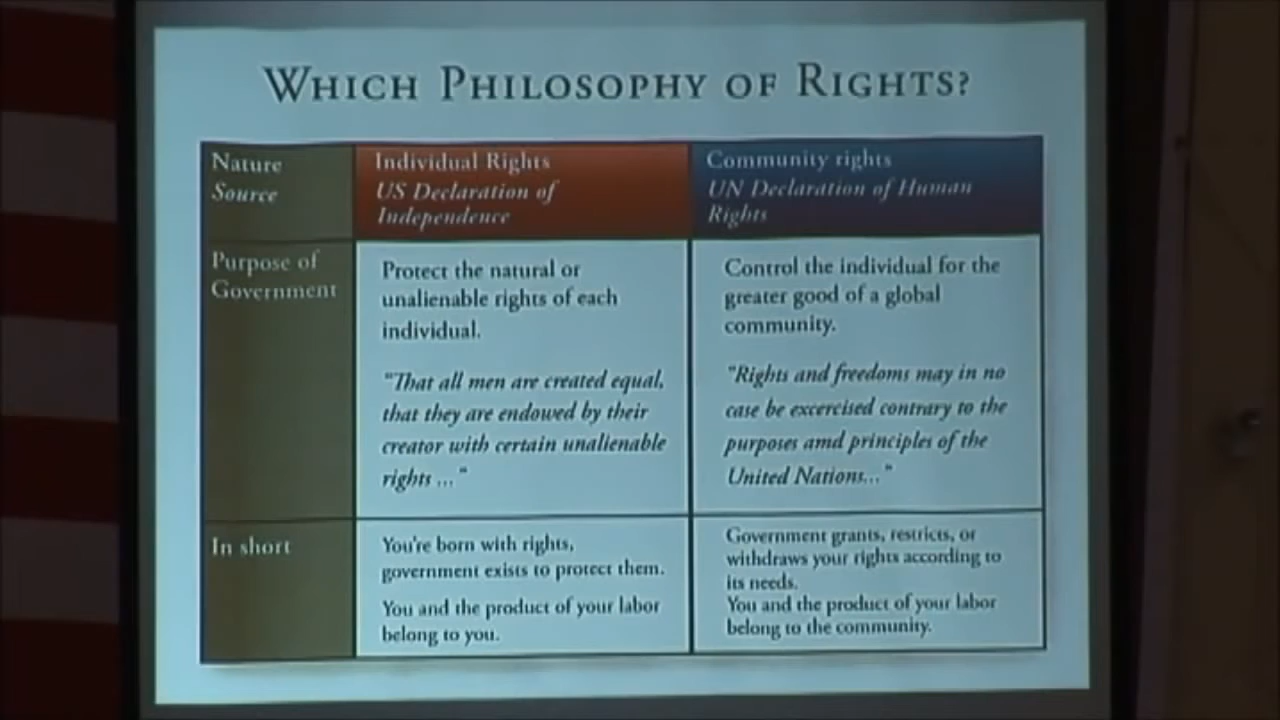 WHICH PHILOSOPHY OF RIGHTS?
Nature
Source
Individual Rights
US Declaration of
Independence
Community rights
UN Declaration of Human
Rights
Purpose of
Government
Protect the natural or
unalienable rights of each
individual.
"That all men are created equal,
that they are endowed by their
creator with certain unalienable
rights ... "
Control the individual for the
greater good of a global
community.
"Rights and freedoms may in no
case be excercised contrary to the
purposes amd principles of the
United Nations..."
In short
You're born with rights,
government exists to protect them.
You and the product of your labor
belong to you.
Government grants, restricts, or
withdraws your rights according to
its needs.
You and the product of your labor
belong to the community.